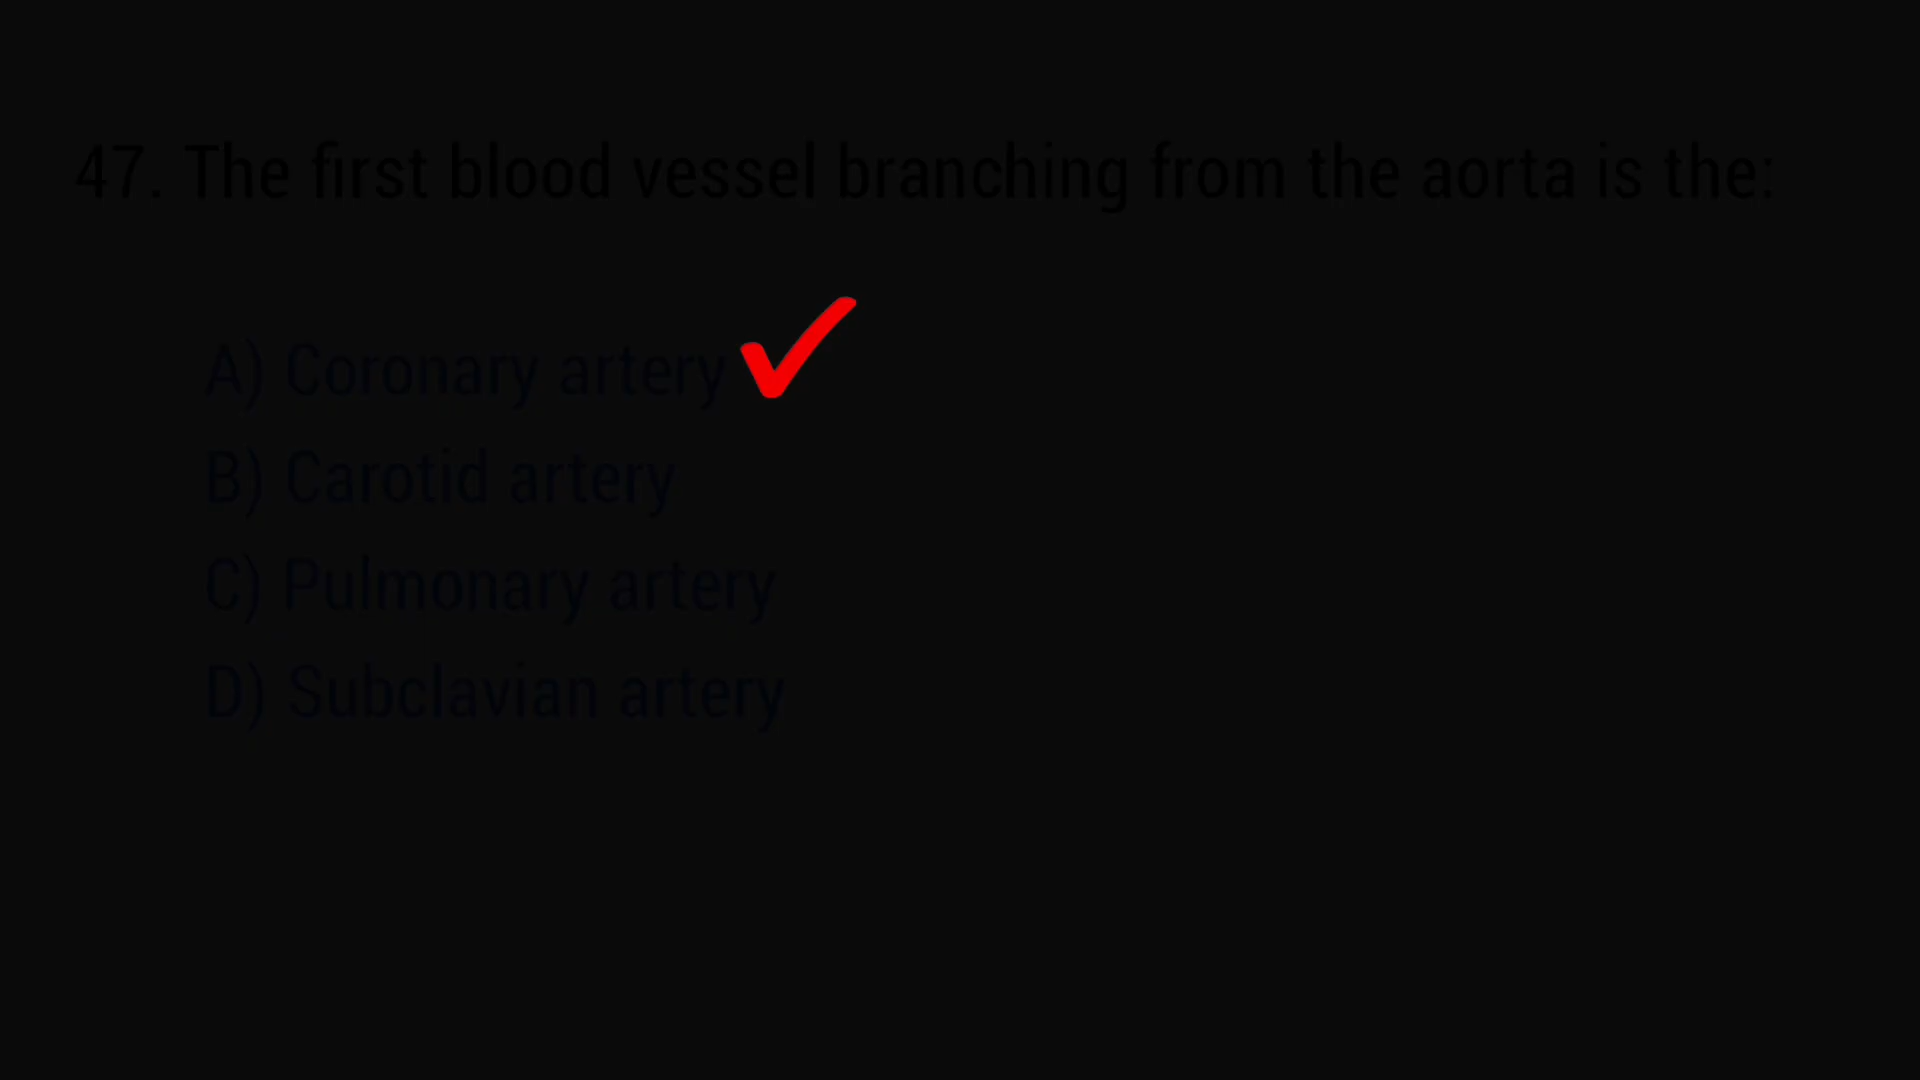 47. The first blood vessel branching from the aorta is the:
A) Coronary artery
B) Carotid artery
C) Pulmonary artery
D) Subclavian artery